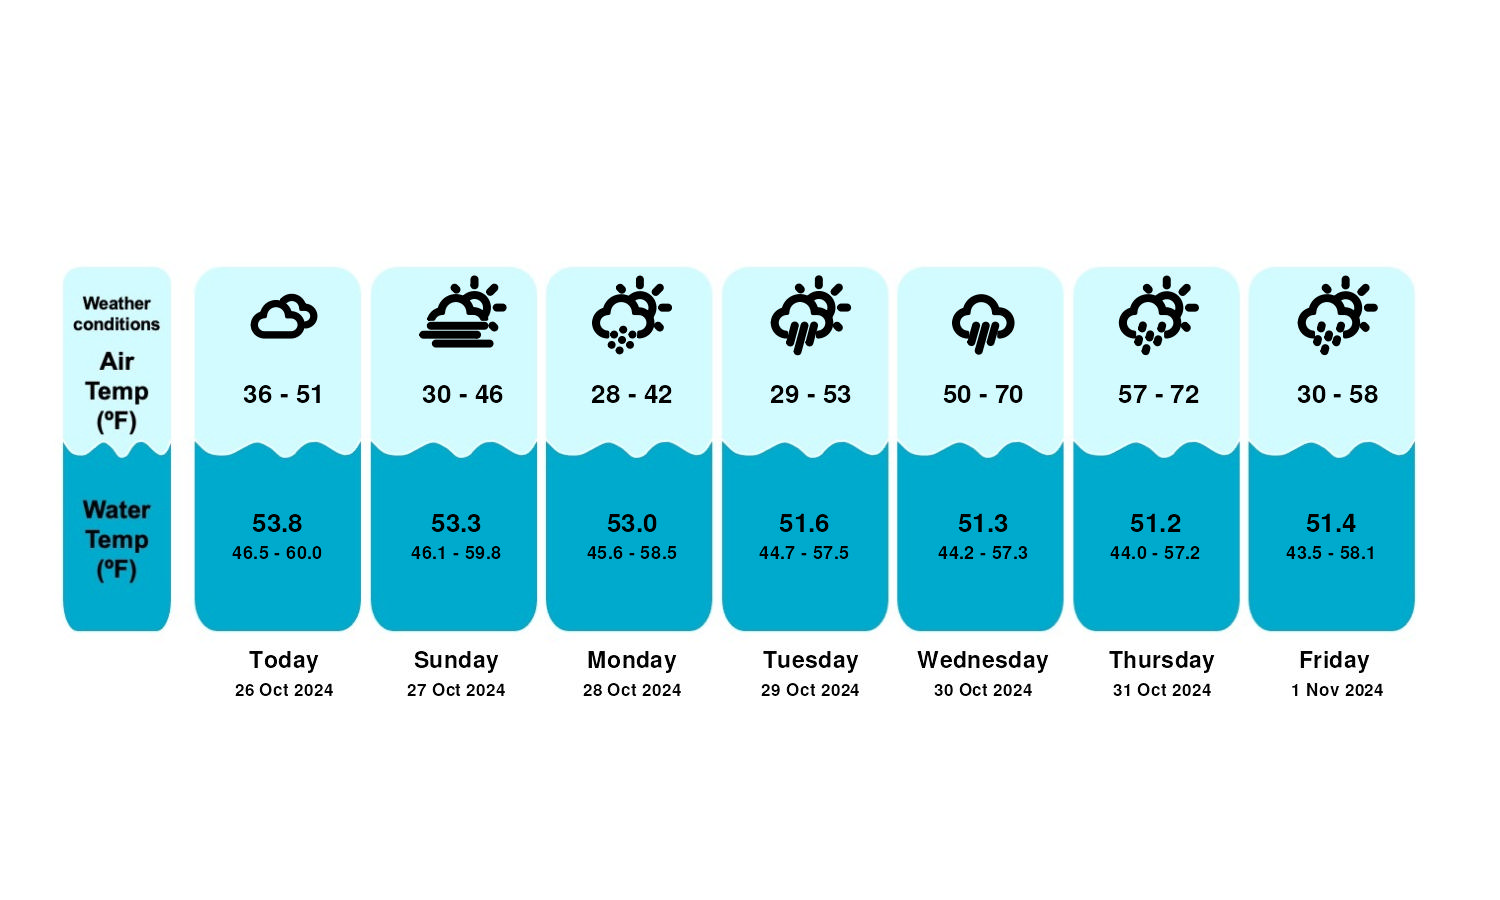 Weather
conditions
Air
Temp
(ºF)
36 - 51
30 - 46
28 - 42
29 - 53
50 - 70
57 - 72
30 - 58
Water
Temp
(ºF)
53.8
53.3
53.0
51.6
51.3
51.2
51.4
46.5 - 60.0
46.1 - 59.8
45.6 - 58.5
44.7 - 57.5
44.2 - 57.3
44.0 - 57.2
43.5 - 58.1
Today
Sunday
Monday
Tuesday
Wednesday
Thursday
Friday
26 Oct 2024
27 Oct 2024
28 Oct 2024
29 Oct 2024
30 Oct 2024
31 Oct 2024
1 Nov 2024